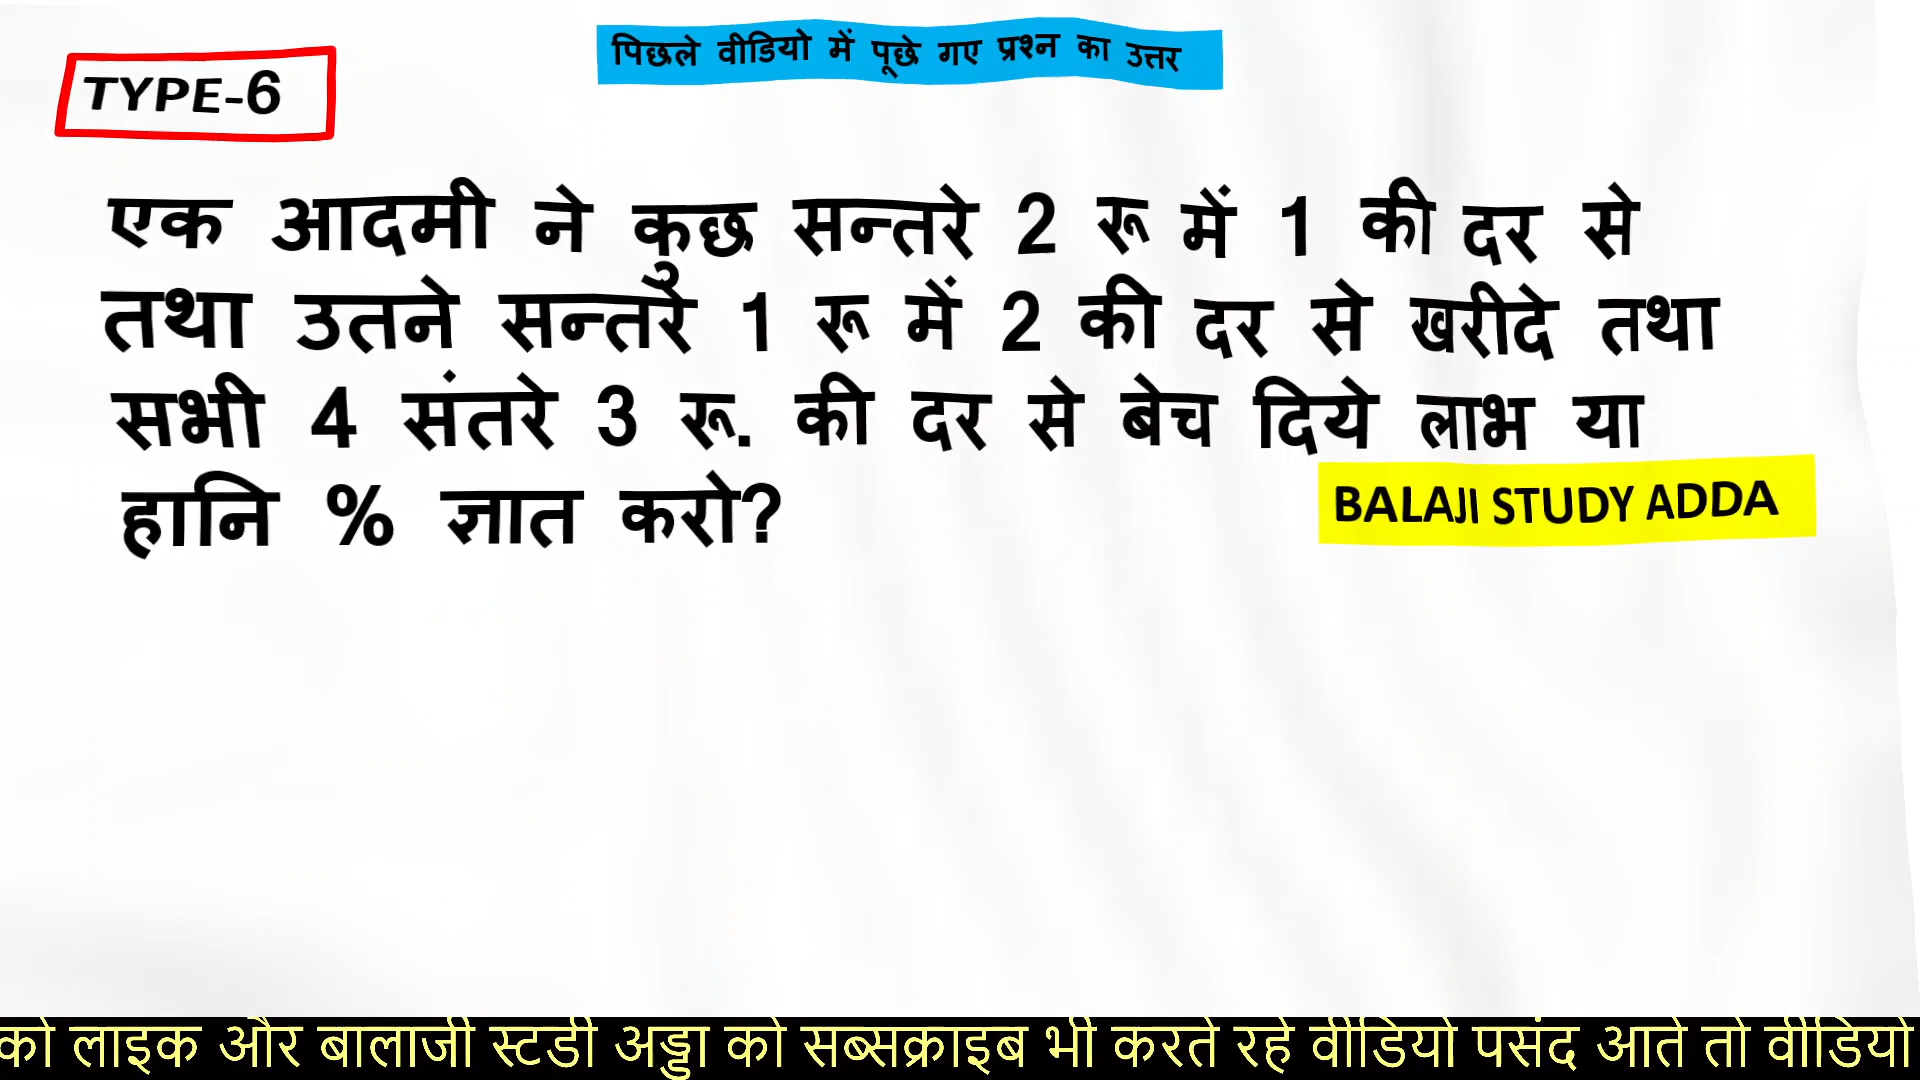 पिछले वीडियो में पूछे गए प्रश्न का उत्तर
TYPE-6
एक आदमी ने कुछ सन्तरे 2 रू में 1 की दर से
तथा उतने सन्तरे 1 रू में 2 की दर से खरीदे तथा
सभी 4 संतरे 3 रू. की दर से बेच दिये लाभ या
हानि % ज्ञात करो?
BALAJI STUDY ADDA
को लाइक और बालाजी स्टडी अड्डा को सब्सक्राइब भी करते रहे वीडियो पसंद आते तो वीडियो